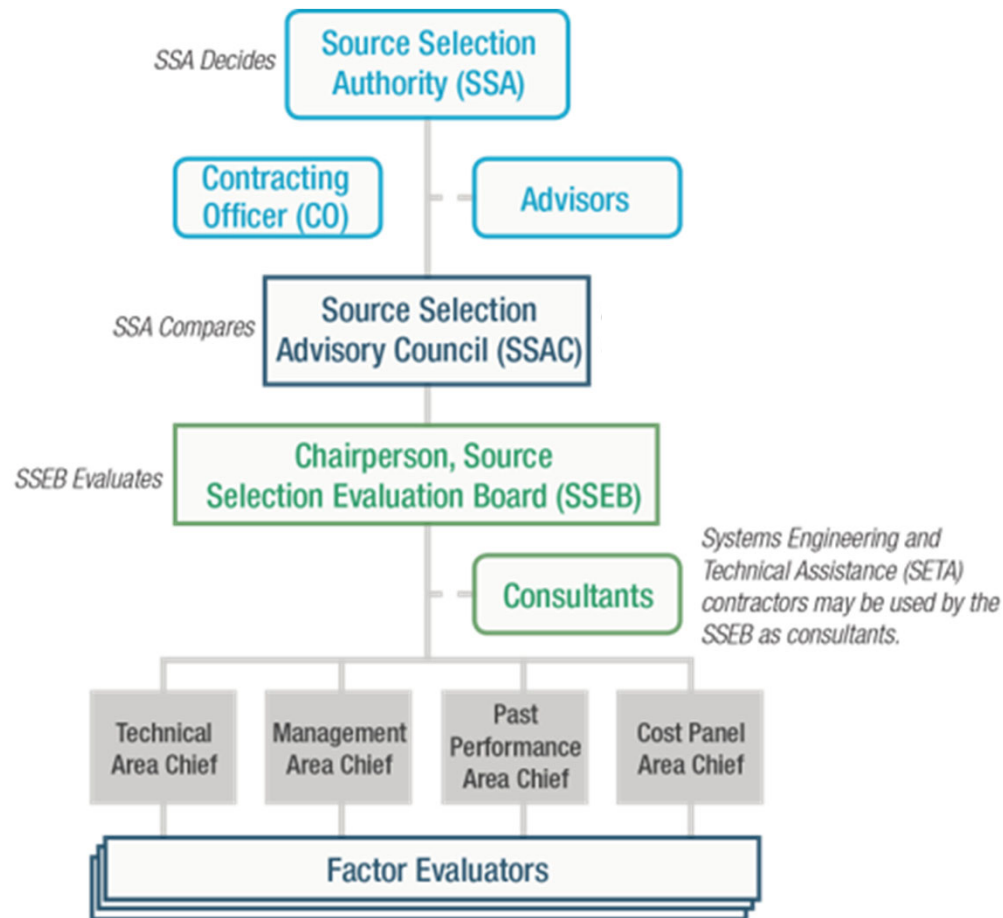 SSA Decides
Source Selection
Authority (SSA)
Contracting
Officer (CO)
Advisors
SSA Compares
Source Selection
Advisory Council (SSAC)
SSEB Evaluates
Chairperson, Source
Selection Evaluation Board (SSEB)
Consultants
Systems Engineering and
Technical Assistance (SETA)
contractors may be used by the
SSEB as consultants.
Technical
Area Chief
Management
Area Chief
Past
Performance
Area Chief
Cost Panel
Area Chief
Factor Evaluators